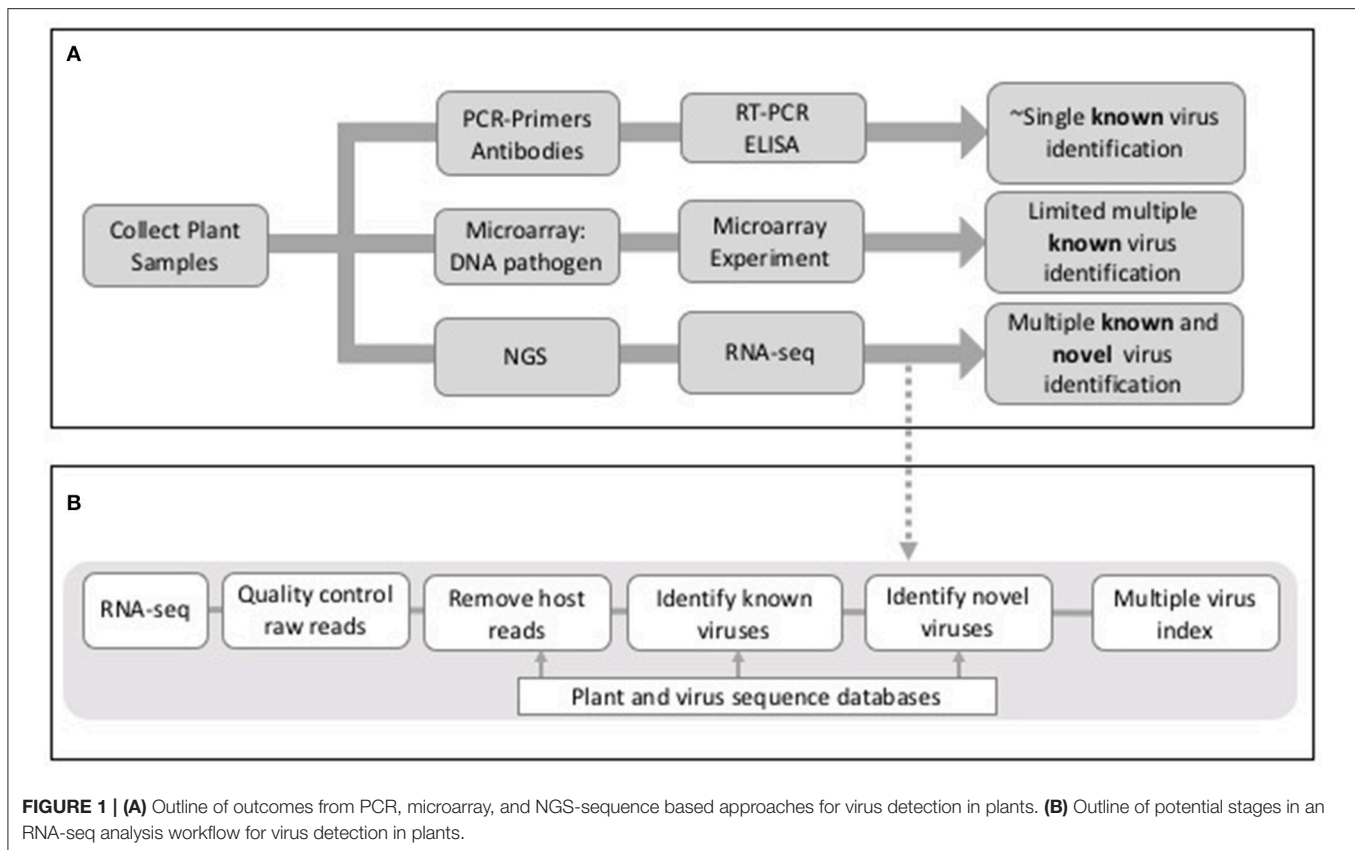 A
Collect Plant
Samples
PCR-Primers
Antibodies
RT-PCR
ELISA
~Single known virus
identification
Microarray:
DNA pathogen
Microarray
Experiment
Limited multiple
known virus
identification
NGS
RNA-seq
Multiple known and
novel virus
identification
B
RNA-seq
Quality control
raw reads
Remove host
reads
Identify known
viruses
Identify novel
viruses
Multiple virus
index
Plant and virus sequence databases
FIGURE 1 | (A) Outline of outcomes from PCR, microarray, and NGS-sequence based approaches for virus detection in plants. (B) Outline of potential stages in an
RNA-seq analysis workflow for virus detection in plants.